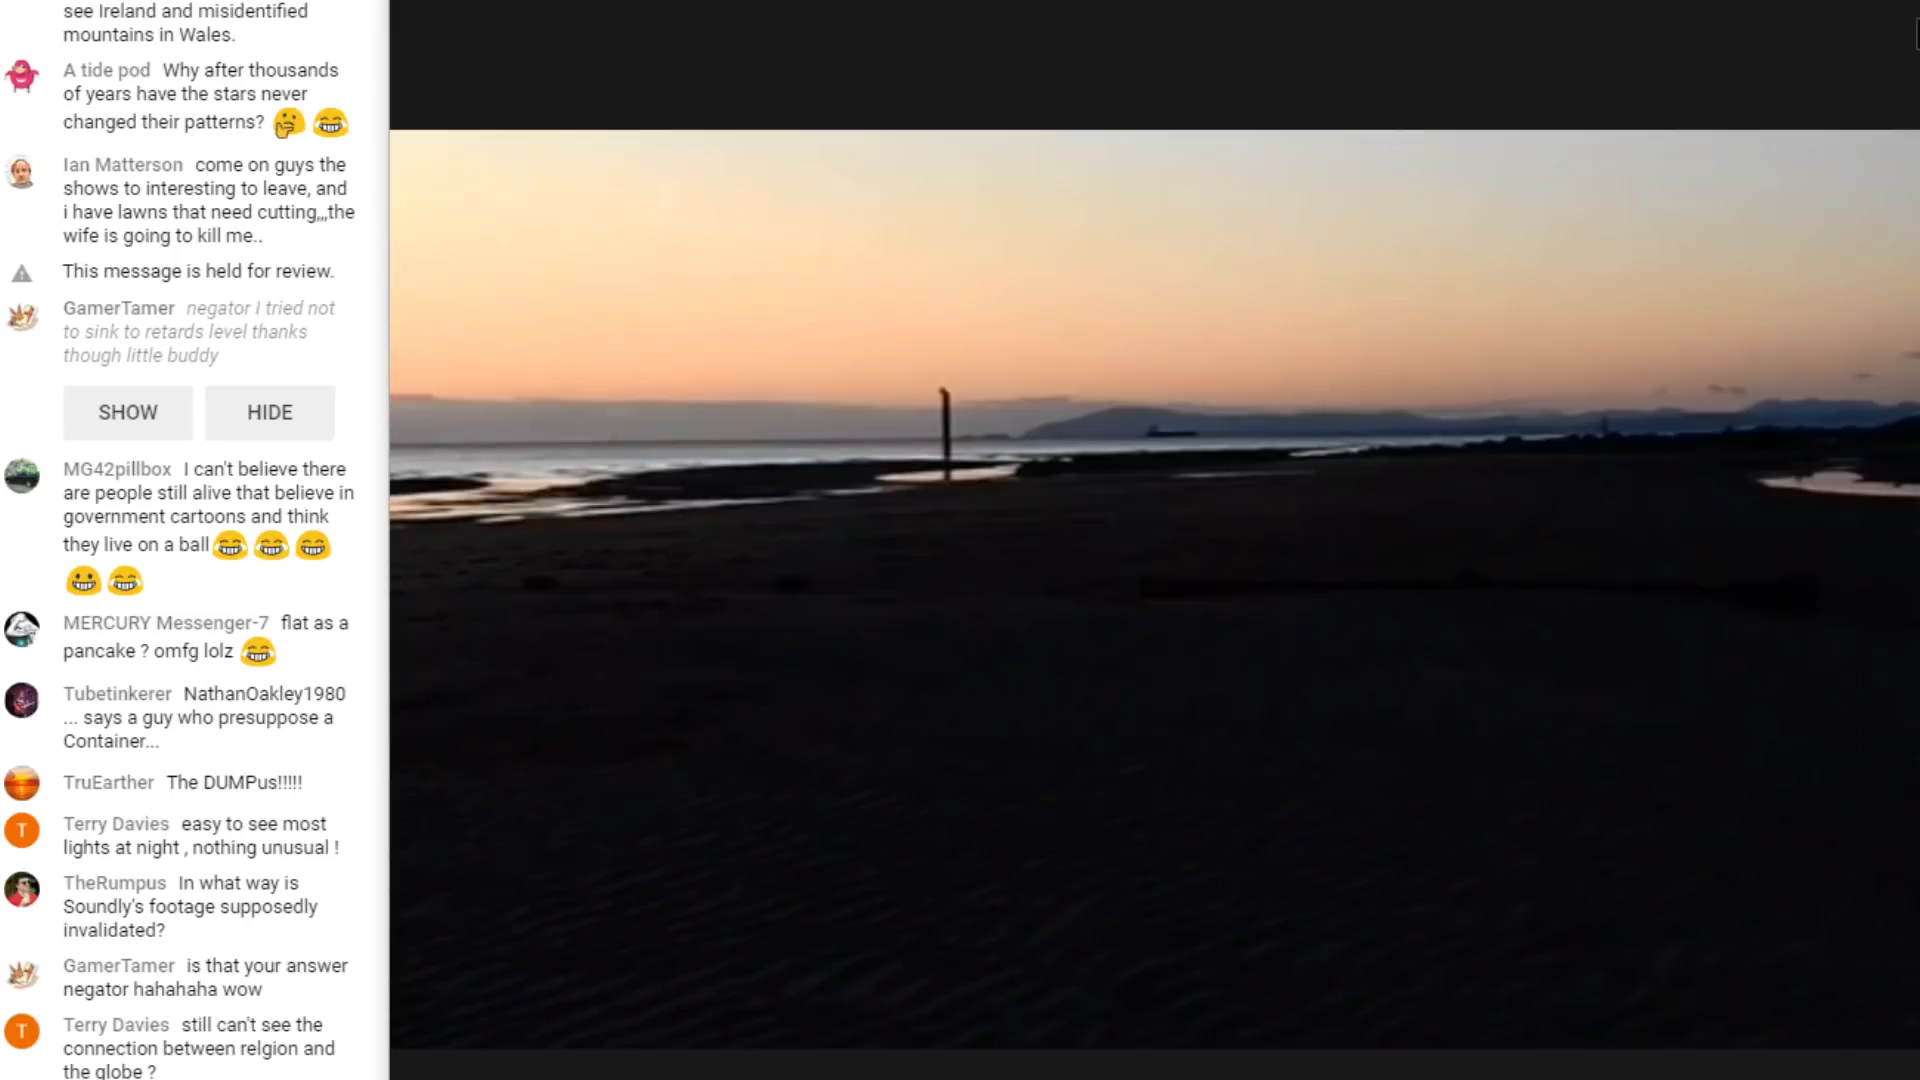 see Ireland and misidentified
mountains in Wales.
A tide pod Why after thousands
of years have the stars never
changed their patterns?
Ian Matterson come on guys the
shows to interesting to leave, and
i have lawns that need cutting,,,the
wife is going to kill me..
This message is held for review.
GamerTamer negator I tried not
to sink to retards level thanks
though little buddy
SHOW HIDE
MG42pillbox I can't believe there
are people still alive that believe in
government cartoons and think
they live on a ball
MERCURY Messenger-7 flat as a
pancake ? omfg lolz
Tubetinkerer NathanOakley1980
... says a guy who presuppose a
Container...
TruEarther The DUMPus!!!!!
T Terry Davies easy to see most
lights at night , nothing unusual !
TheRumpus In what way is
Soundly's footage supposedly
invalidated?
GamerTamer is that your answer
negator hahahaha wow
T Terry Davies still can't see the
connection between relgion and
the globe ?